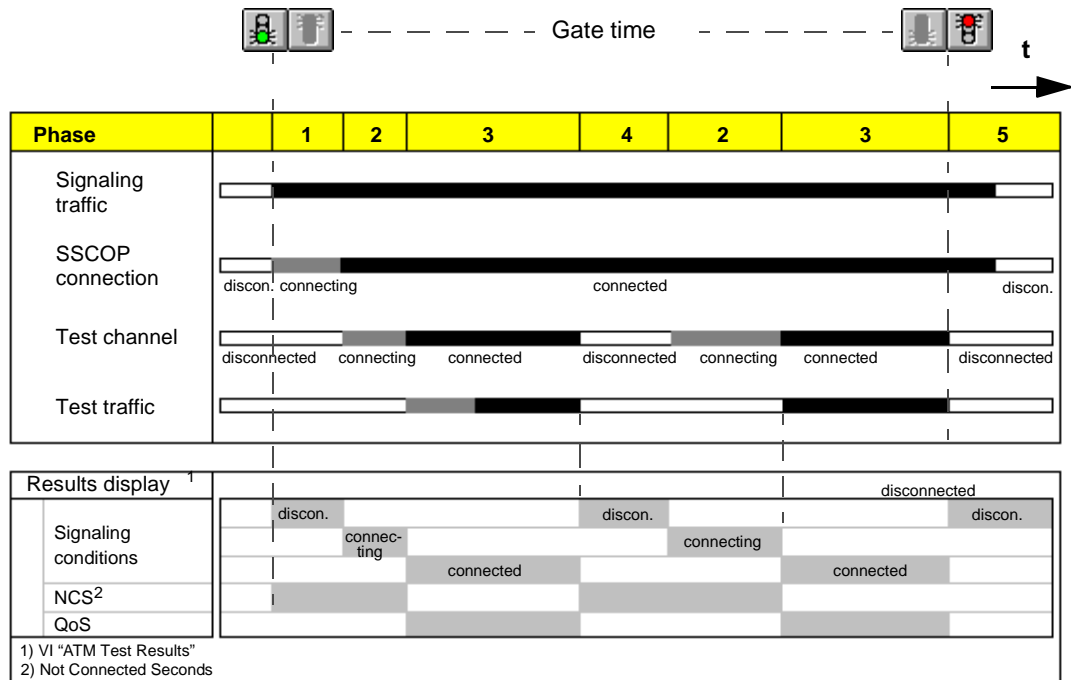 Gate time
t
Phase 1 2 3 4 2 3 5
Signaling
traffic
SSCOP
connection
discon. connecting connected discon.
Test channel
disconnected connecting connected disconnected connecting connected disconnected
Test traffic
Results display 1
disconnected
Signaling
conditions
discon. discon. discon.
connec-
ting
connecting
connected connected
NCS2
QoS
1) VI “ATM Test Results”
2) Not Connected Seconds